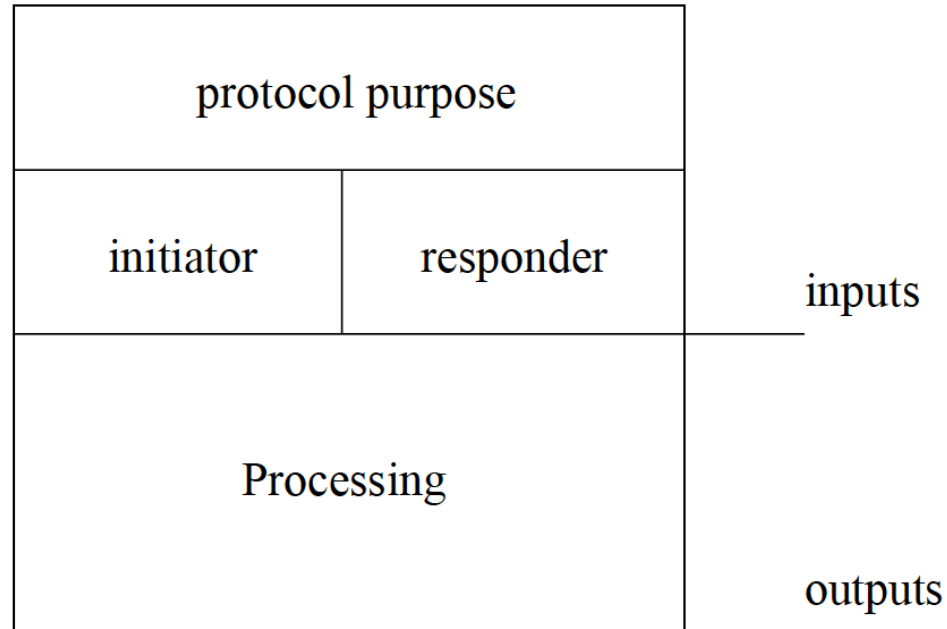 protocol purpose
initiator
responder
inputs
Processing
outputs